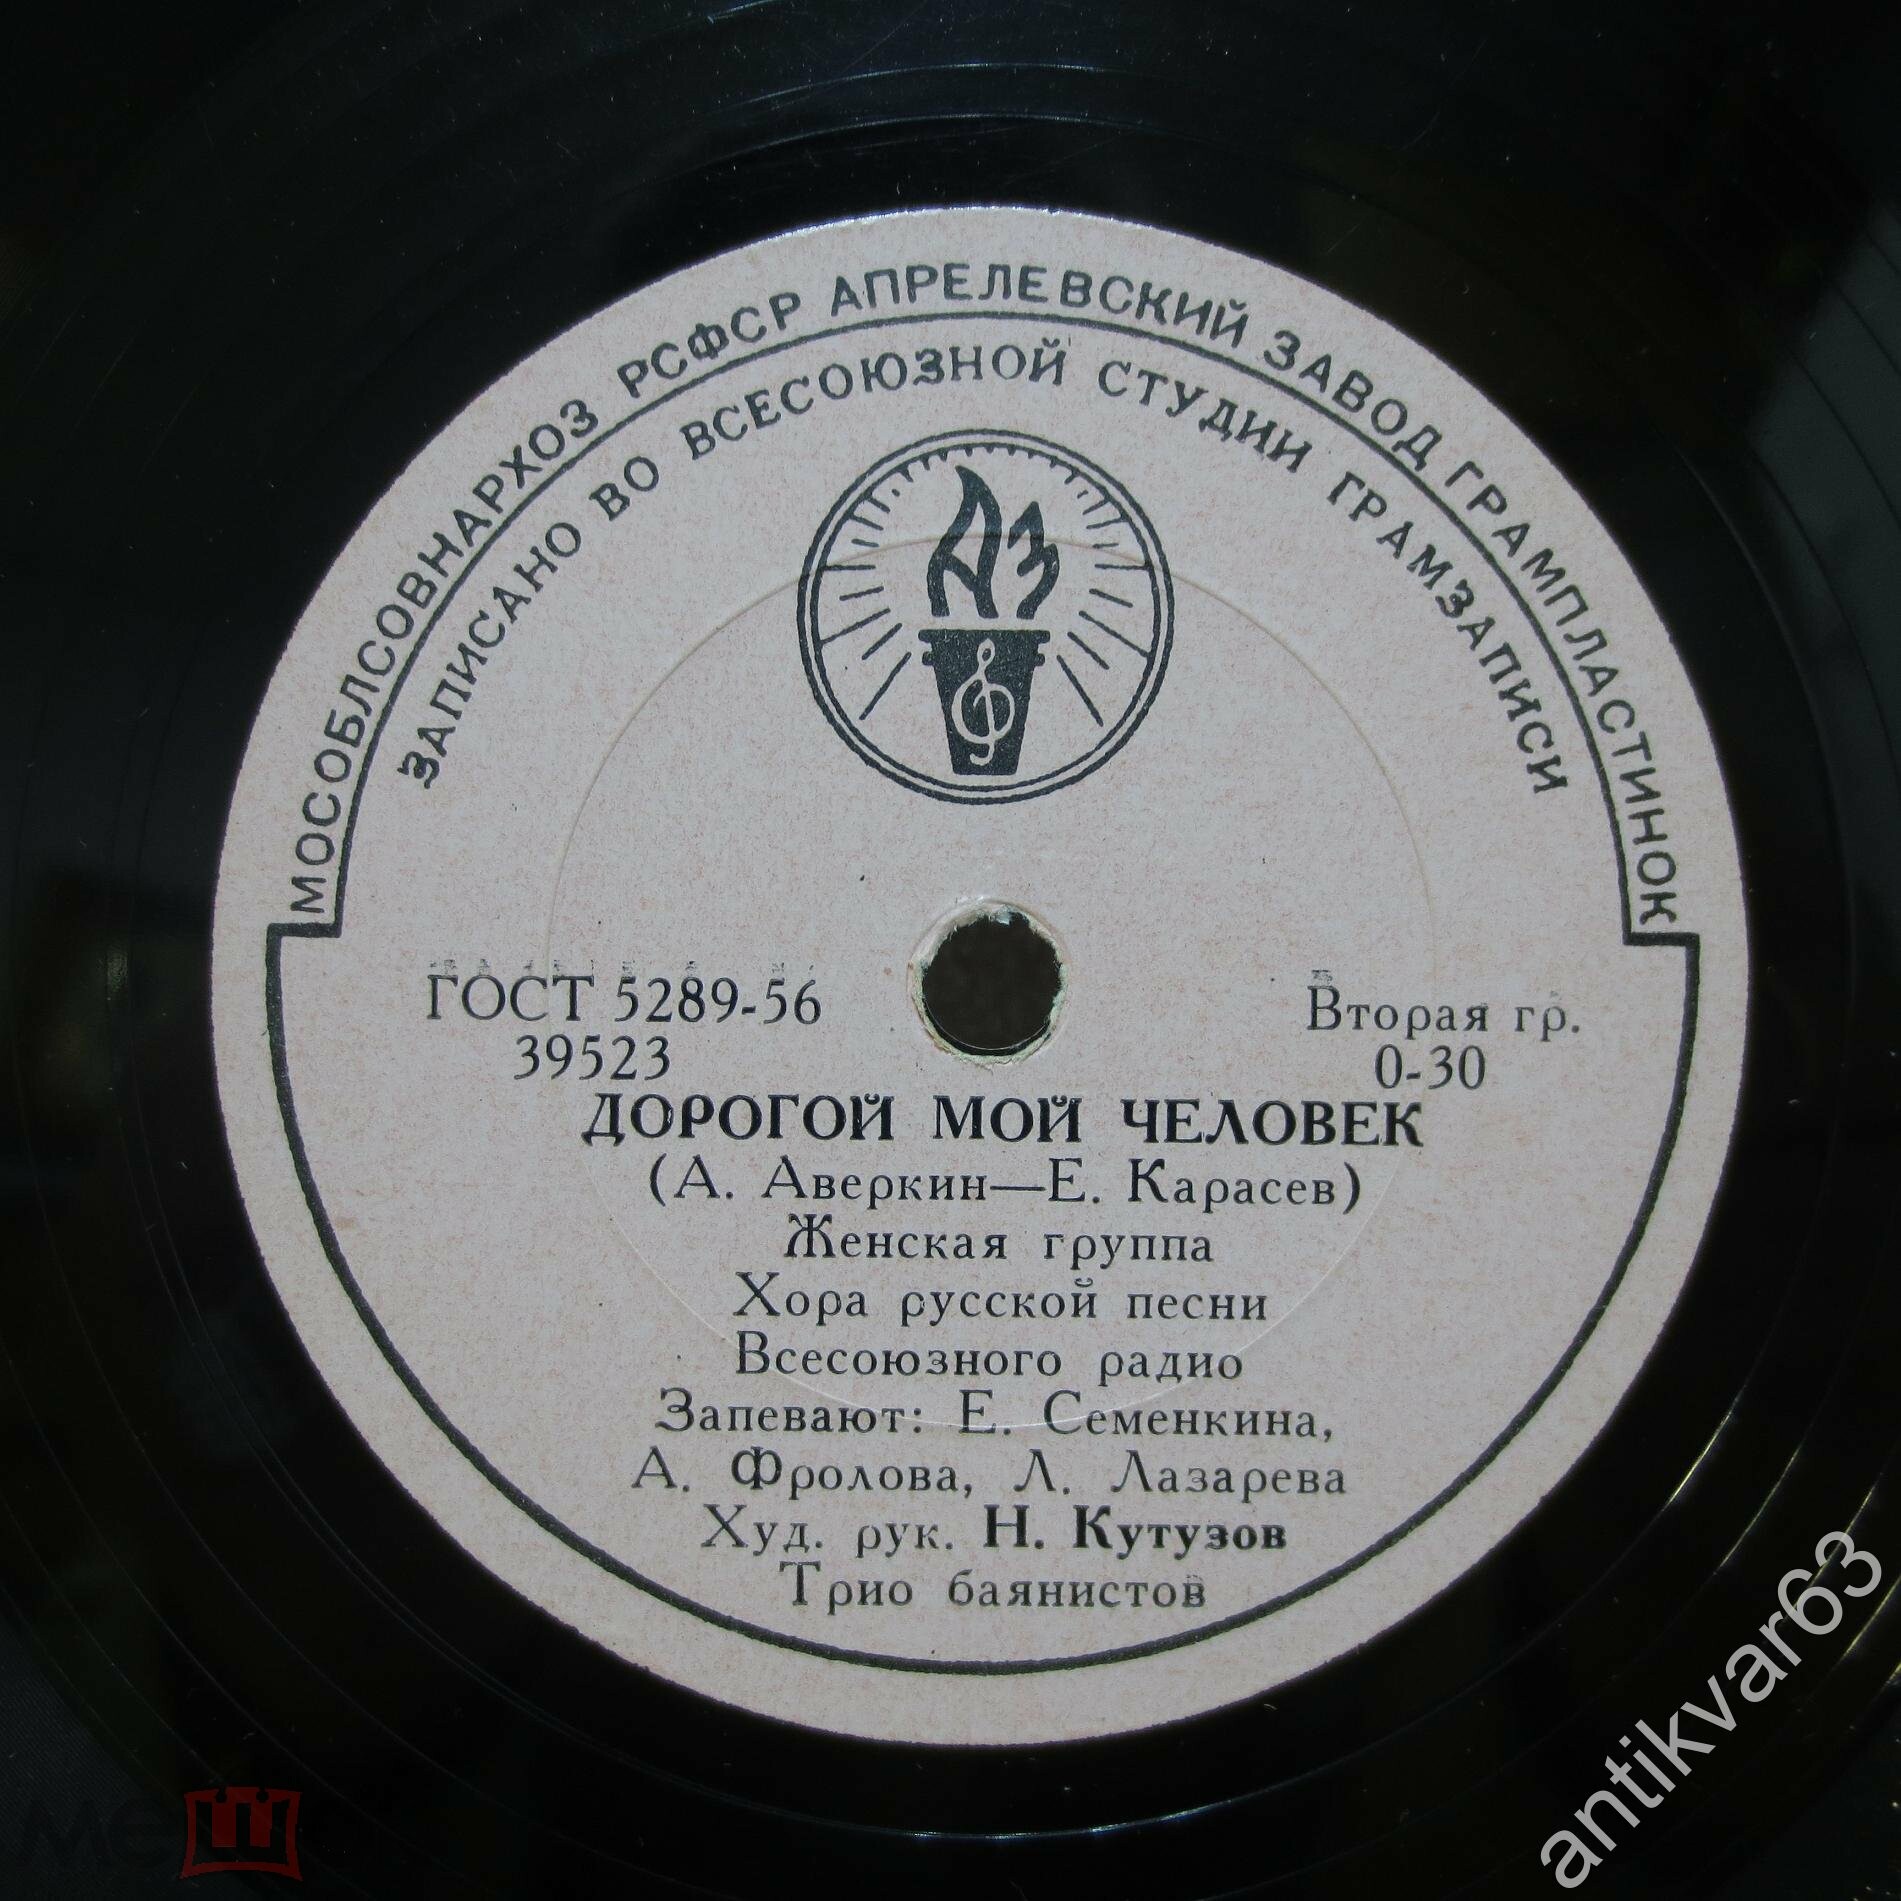 МОСОБЛСОВНАРХОЗ РСФСР АПРЕЛЕВСКИЙ ЗАВОД ГРАМПЛАСТИНОК
ЗАПИСАНО ВО ВСЕСОЮЗНОЙ СТУДИИ ГРАМЗАПИСИ
АЗ
ГОСТ 5289-56
Вторая гр.
39523
0-30
ДОРОГОЙ МОЙ ЧЕЛОВЕК
(А. Аверкин—Е. Карасев)
Женская группа
Хора русской песни
Всесоюзного радио
Запевают: Е. Семенкина,
А. Фролова, Л. Лазарева
Худ. рук. Н. Кутузов
Трио баянистов
antikvar63
мешок